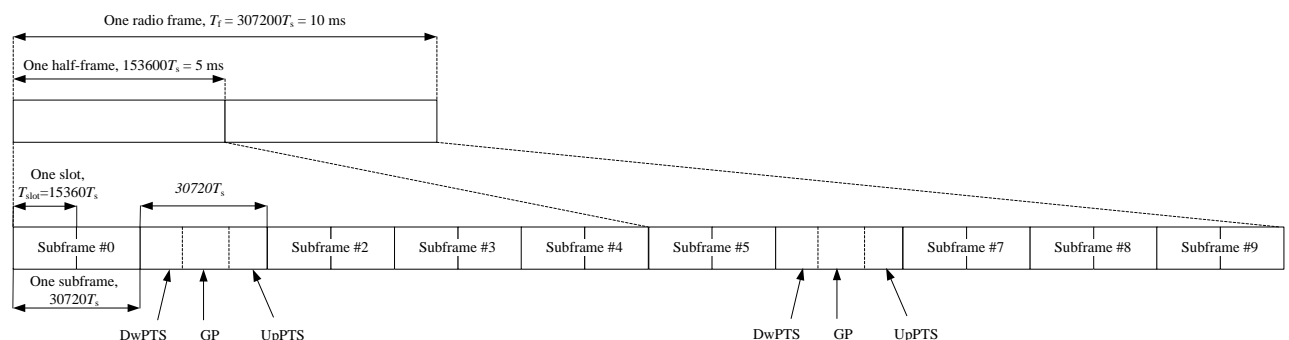 One radio frame, Tf = 307200Ts = 10 ms
One half-frame, 153600Ts = 5 ms
One slot,
Tslot=15360Ts
30720Ts
Subframe #0
Subframe #2
Subframe #3
Subframe #4
Subframe #5
Subframe #7
Subframe #8
Subframe #9
One subframe,
30720Ts
DwPTS
GP
UpPTS
DwPTS
GP
UpPTS